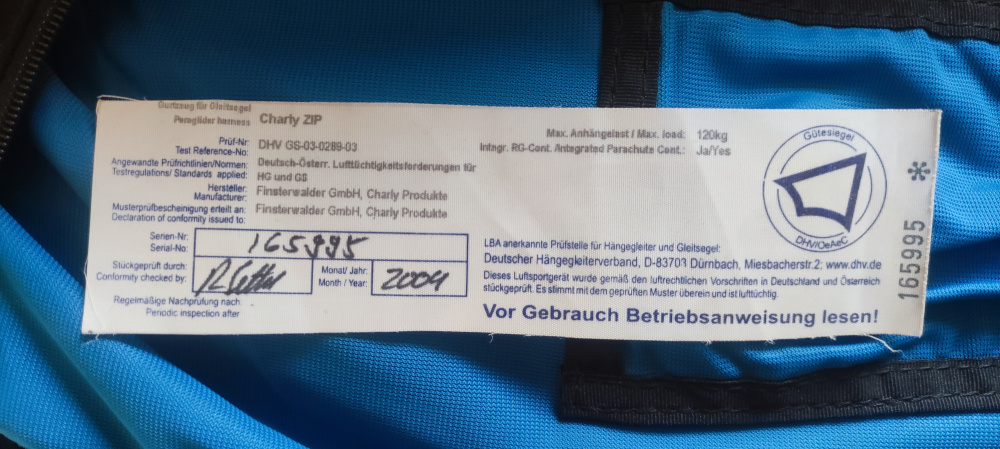 Gurtzeug für Gleitsegel
Paraglider harness Charly ZIP
Max. Anhängelast / Max. load: 120kg
Prüf-Nr:
Test Reference-No: DHV GS-03-0289-03
Intngr. RG-Cont. /Integrated Parachute Cont.: Ja/Yes
Angewandte Prüfrichtlinien/Normen: Deutsch-Österr. Lufttüchtigkeitsforderungen für
Testregulations/ Standards applied: HG und GS
Hersteller:
Manufacturer: Finsterwalder GmbH, Charly Produkte
Musterprüfbescheinigung erteilt an:
Declaration of conformity issued to: Finsterwalder GmbH, Charly Produkte
Serien-Nr:
Serial-No: 165995
Stückgeprüft durch:
Conformity checked by:
Monat/ Jahr:
Month / Year: 2004
Regelmäßige Nachprüfung nach
Periodic inspection after
LBA anerkannte Prüfstelle für Hängegleiter und Gleitsegel:
Deutscher Hängegleiterverband, D-83703 Dürnbach, Miesbacherstr.2; www.dhv.de
Dieses Luftsportgerät wurde gemäß den luftrechtlichen Vorschriften in Deutschland und Österreich
stückgeprüft. Es stimmt mit dem geprüften Muster überein und ist lufttüchtig.
Vor Gebrauch Betriebsanweisung lesen!
Gütesiegel
DHV/OeAeC
165995*